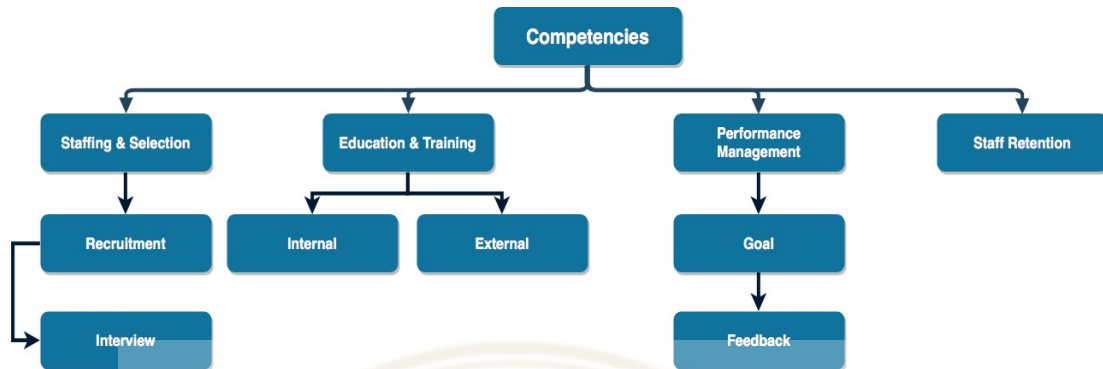 Competencies
Staffing & Selection
Education & Training
Performance
Management
Staff Retention
Recruitment
Internal
External
Goal
Interview
Feedback